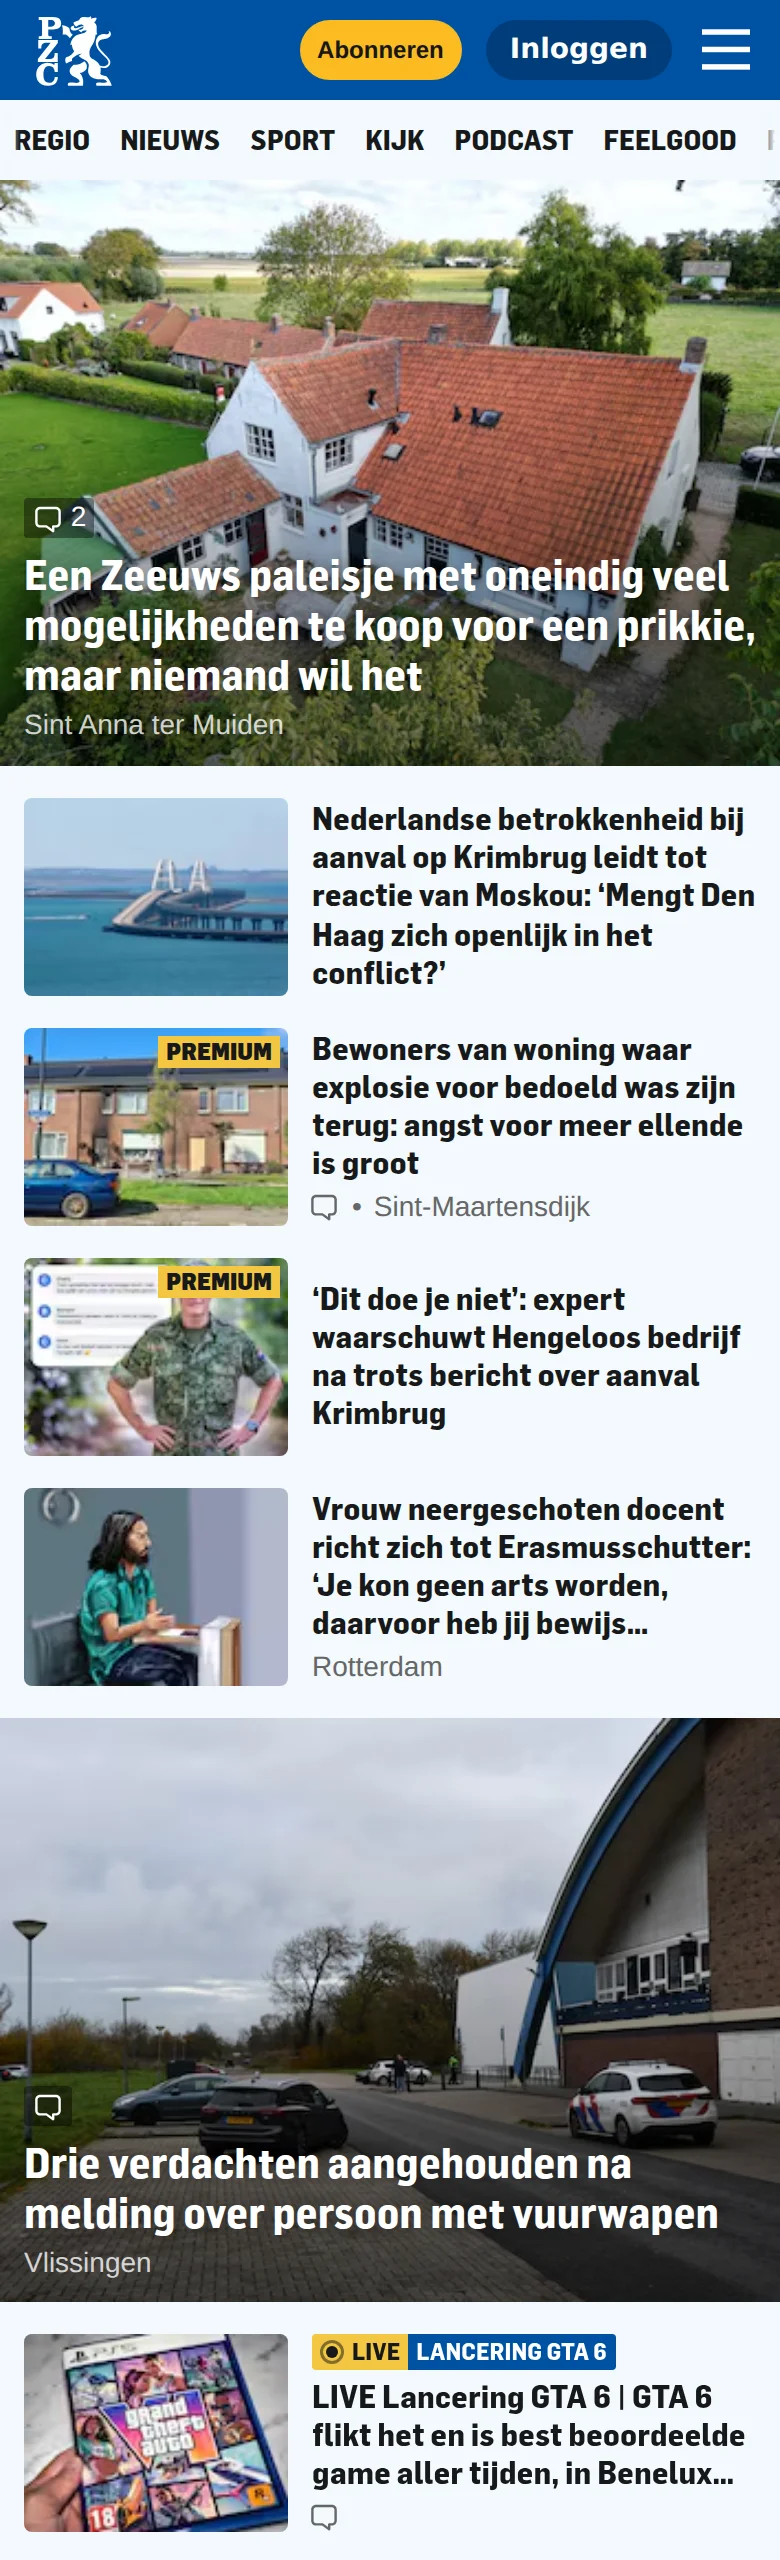 PZC
Abonneren
Inloggen
REGIO NIEUWS SPORT KIJK PODCAST FEELGOOD
2
Een Zeeuws paleisje met oneindig veel
mogelijkheden te koop voor een prikkie,
maar niemand wil het
Sint Anna ter Muiden
Nederlandse betrokkenheid bij
aanval op Krimbrug leidt tot
reactie van Moskou: ‘Mengt Den
Haag zich openlijk in het
conflict?’
PREMIUM
Bewoners van woning waar
explosie voor bedoeld was zijn
terug: angst voor meer ellende
is groot
• Sint-Maartensdijk
PREMIUM
‘Dit doe je niet’: expert
waarschuwt Hengeloos bedrijf
na trots bericht over aanval
Krimbrug
Vrouw neergeschoten docent
richt zich tot Erasmusschutter:
‘Je kon geen arts worden,
daarvoor heb jij bewijs...
Rotterdam
Drie verdachten aangehouden na
melding over persoon met vuurwapen
Vlissingen
PS5
grand
theft
auto
18
LIVE LANCERING GTA 6
LIVE Lancering GTA 6 | GTA 6
flikt het en is best beoordeelde
game aller tijden, in Benelux...